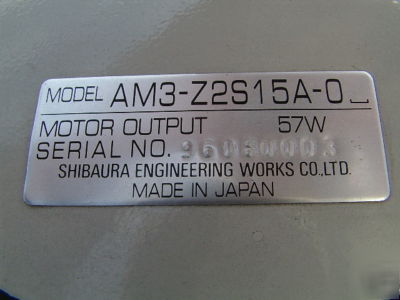 MODEL AM3-Z2S15A-0
MOTOR OUTPUT 57W
SERIAL NO.
SHIBAURA ENGINEERING WORKS CO.,LTD.
MADE IN JAPAN